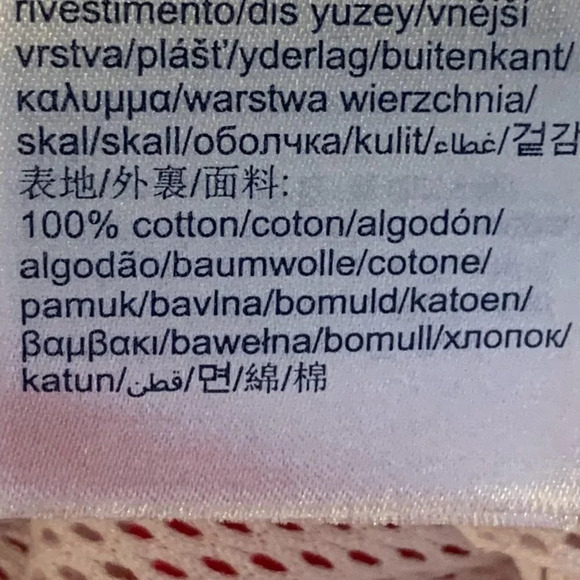 rivestimento/dis yuzey/vnější
vrstva/plášť/yderlag/buitenkant/
καλυμμα/warstwa wierzchnia/
skal/skall/оболчка/kulit/غطاء/겉감
表地/外裏/面料:
100% cotton/coton/algodón/
algodão/baumwolle/cotone/
pamuk/bavlna/bomuld/katoen/
βαμβακι/bawełna/bomull/хлопок/
katun/قطن/면/綿/棉